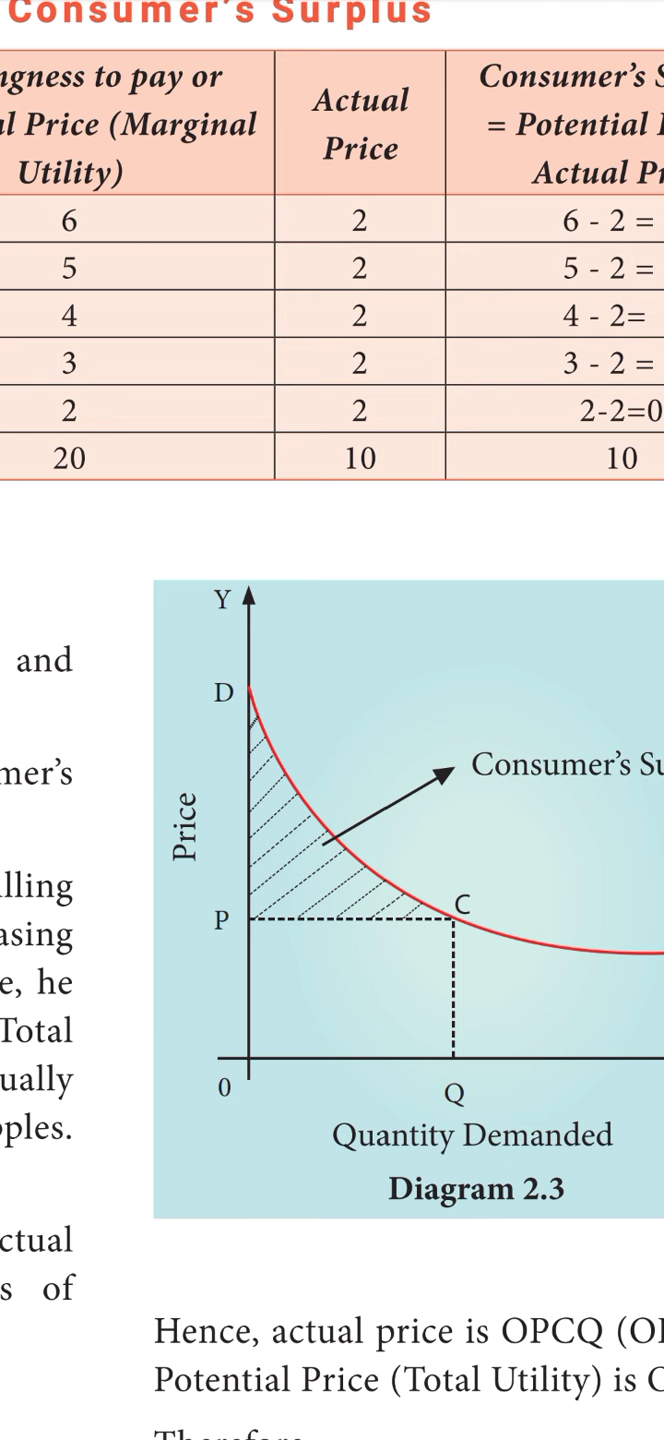 Consumer's Surplus
ngness to pay or
al Price (Marginal
Utility)
Actual
Price
Consumer's S
= Potential
Actual Pr
6 2 6 - 2 =
5 2 5 - 2 =
4 2 4 - 2=
3 2 3 - 2 =
2 2 2-2=0
20 10 10
and
mer's
lling
asing
e, he
Total
ually
ples.
ctual
s of
Y
D
Consumer's Su
Price
P
C
0
Q
Quantity Demanded
Diagram 2.3
Hence, actual price is OPCQ (O
Potential Price (Total Utility) is